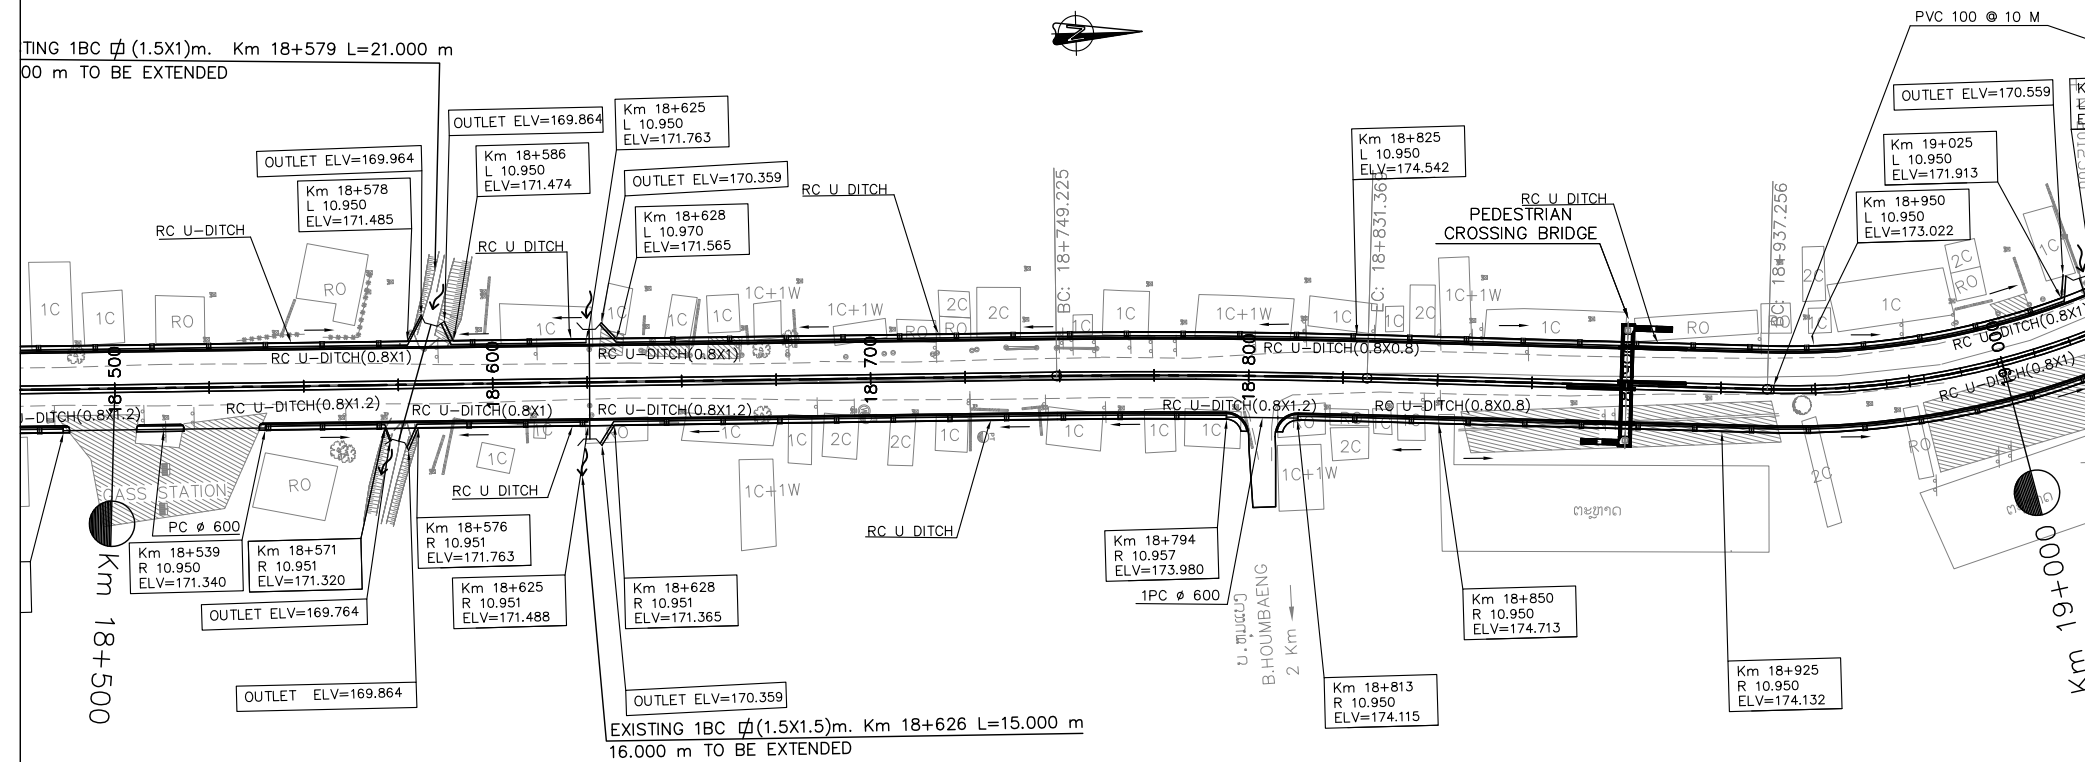 PVC 100 @ 10 M
TING 1BC (1.5X1)m. Km 18+579 L=21.000 m
00 m TO BE EXTENDED
OUTLET ELV=169.864
Km 18+625
L 10.950
ELV=171.763
OUTLET ELV=170.559
OUTLET ELV=169.964
Km 18+586
L 10.950
ELV=171.474
Km 18+825
L 10.950
ELV=174.542
Km 19+025
L 10.950
ELV=171.913
Km 18+578
L 10.950
ELV=171.485
OUTLET ELV=170.359
RC U DITCH
Km 18+628
L 10.970
ELV=171.565
BC: 18+749.225
RC U DITCH
PEDESTRIAN
CROSSING BRIDGE
BC: 18+937.256
Km 18+950
L 10.950
ELV=173.022
RC U-DITCH
RC U DITCH
1C
1C
RO
RO
1C
1C
1C
1C
1C+1W
1C+1W
RO
2C
RO
2C
1C
1C
1C+1W
1C
1C
2C
1C+1W
1C
RO
2C
1C
1C
2C
RO
1C
RC U-DITCH(0.8X1)
RC U-DITCH(0.8X1)
RC U-DITCH(0.8X0.8)
18+500
18+600
18+700
18+800
U-DITCH(0.8X1.2)
RC U-DITCH(0.8X1.2)
RC U-DITCH(0.8X1)
RC U-DITCH(0.8X1.2)
RC U-DITCH(0.8X1.2)
RC U-DITCH(0.8X0.8)
RC U-DITCH(0.8X1)
GASS STATION
RO
1C
1C
RO
1C
1C+1W
1C
2C
2C
1C
1C
1C
1C
1C+1W
2C
1C
1C
2C
RO
RC U DITCH
RC U DITCH
PC ø 600
ຕະຫຼາດ
Km 18+539
R 10.950
ELV=171.340
Km 18+571
R 10.951
ELV=171.320
Km 18+576
R 10.951
ELV=171.763
Km 18+794
R 10.957
ELV=173.980
1PC ø 600
Km 18+625
R 10.951
ELV=171.488
Km 18+628
R 10.951
ELV=171.365
Km 18+850
R 10.950
ELV=174.713
OUTLET ELV=169.764
B.HOUMBAENG
2 Km
Km 18+500
Km 19+000
OUTLET ELV=169.864
OUTLET ELV=170.359
Km 18+813
R 10.950
ELV=174.115
Km 18+925
R 10.950
ELV=174.132
EXISTING 1BC (1.5X1.5)m. Km 18+626 L=15.000 m
16.000 m TO BE EXTENDED